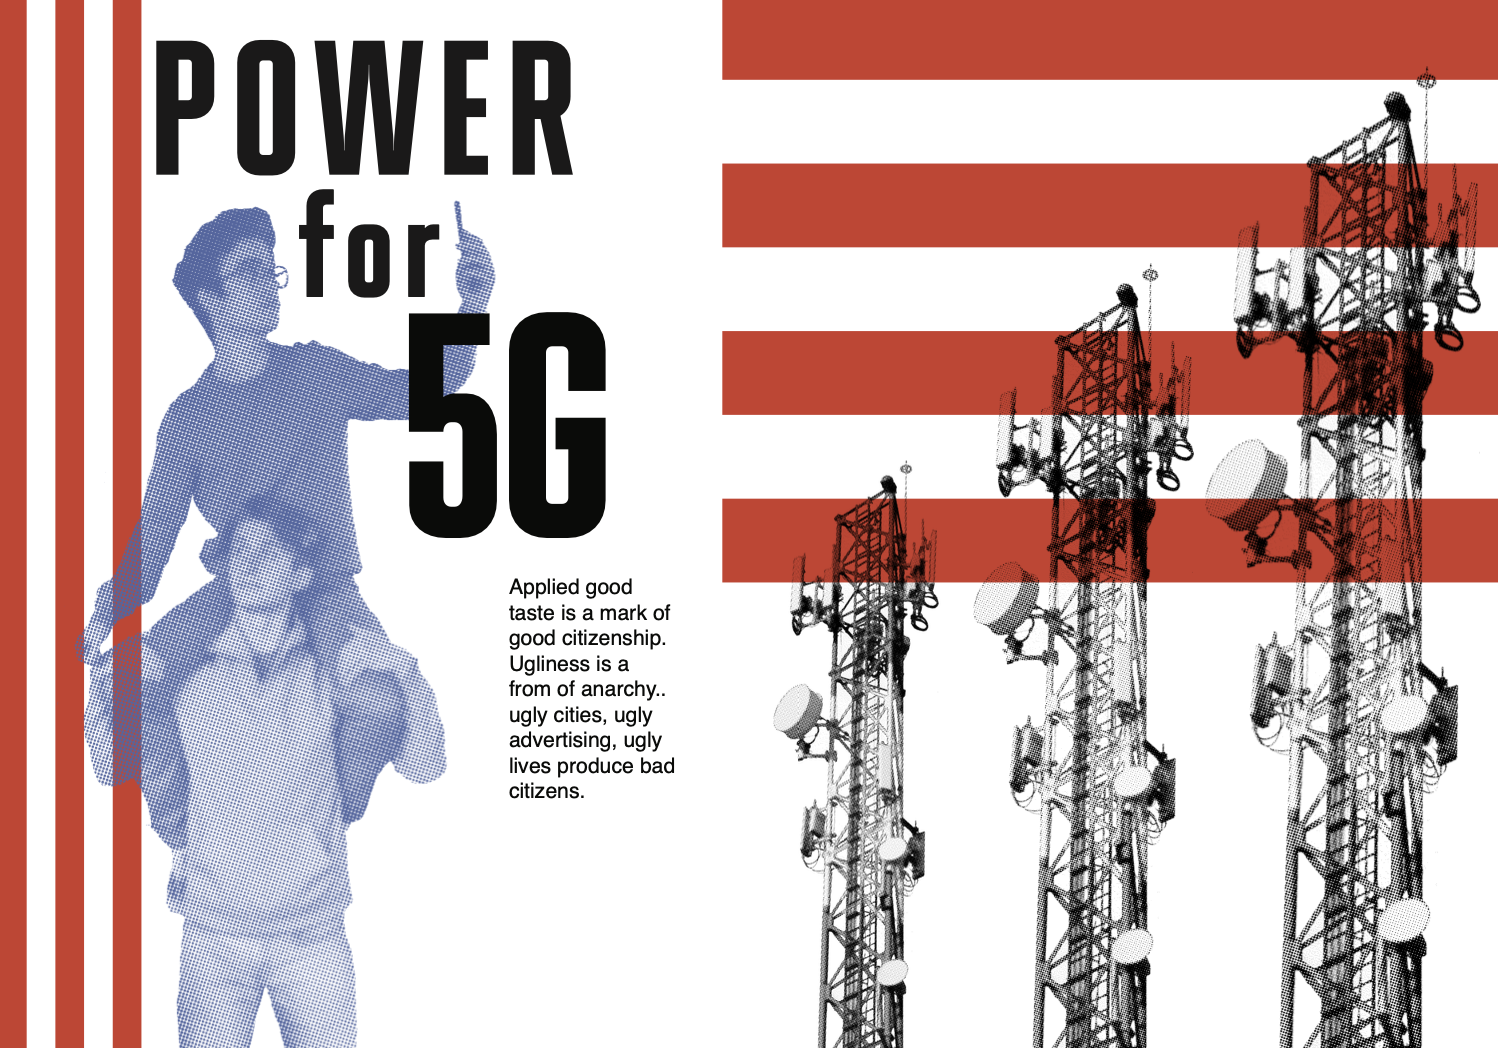 POWER
for
5G
Applied good
taste is a mark of
good citizenship.
Ugliness is a
from of anarchy..
ugly cities, ugly
advertising, ugly
lives produce bad
citizens.